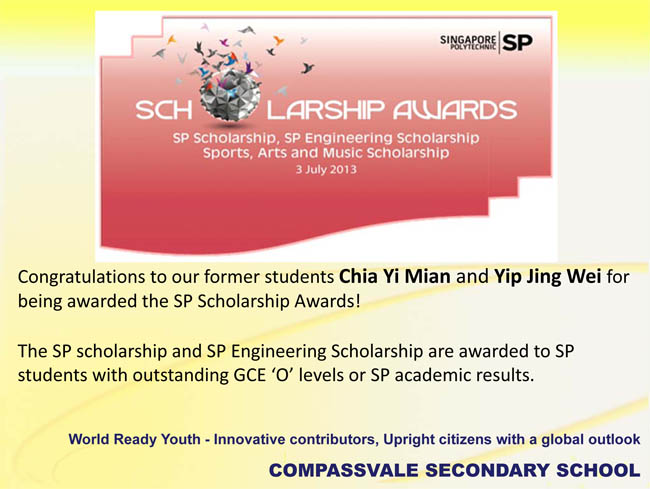 SINGAPORE POLYTECHNIC SP
SCHOLARSHIP AWARDS
SP Scholarship, SP Engineering Scholarship
Sports, Arts and Music Scholarship
3 July 2013
Congratulations to our former students Chia Yi Mian and Yip Jing Wei for
being awarded the SP Scholarship Awards!
The SP scholarship and SP Engineering Scholarship are awarded to SP
students with outstanding GCE ‘O’ levels or SP academic results.
World Ready Youth - Innovative contributors, Upright citizens with a global outlook
COMPASSVALE SECONDARY SCHOOL